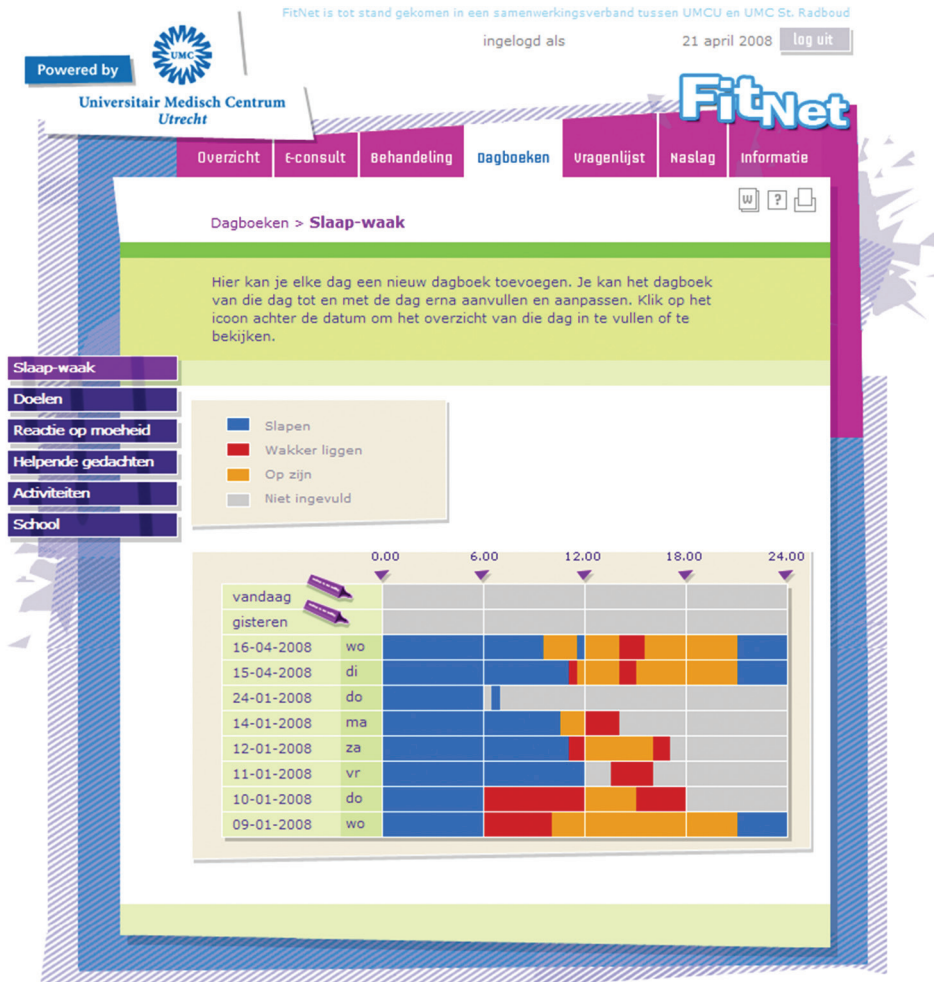 FitNet is tot stand gekomen in een samenwerkingsverband tussen UMCU en UMC St. Radboud
ingelogd als 21 april 2008 log uit
Powered by
UMC
Universitair Medisch Centrum
Utrecht
FitNet
Overzicht E-consult Behandeling Dagboeken Vragenlijst Naslag Informatie
W ?
Dagboeken > Slaap-waak
Hier kan je elke dag een nieuw dagboek toevoegen. Je kan het dagboek
van die dag tot en met de dag erna aanvullen en aanpassen. Klik op het
icoon achter de datum om het overzicht van die dag in te vullen of te
bekijken.
Slaap-waak
Doelen
Reactie op moeheid
Helpende gedachten
Activiteiten
School
Slapen
Wakker liggen
Op zijn
Niet ingevuld
0.00 6.00 12.00 18.00 24.00
vandaag
gisteren
16-04-2008 wo
15-04-2008 di
24-01-2008 do
14-01-2008 ma
12-01-2008 za
11-01-2008 vr
10-01-2008 do
09-01-2008 wo